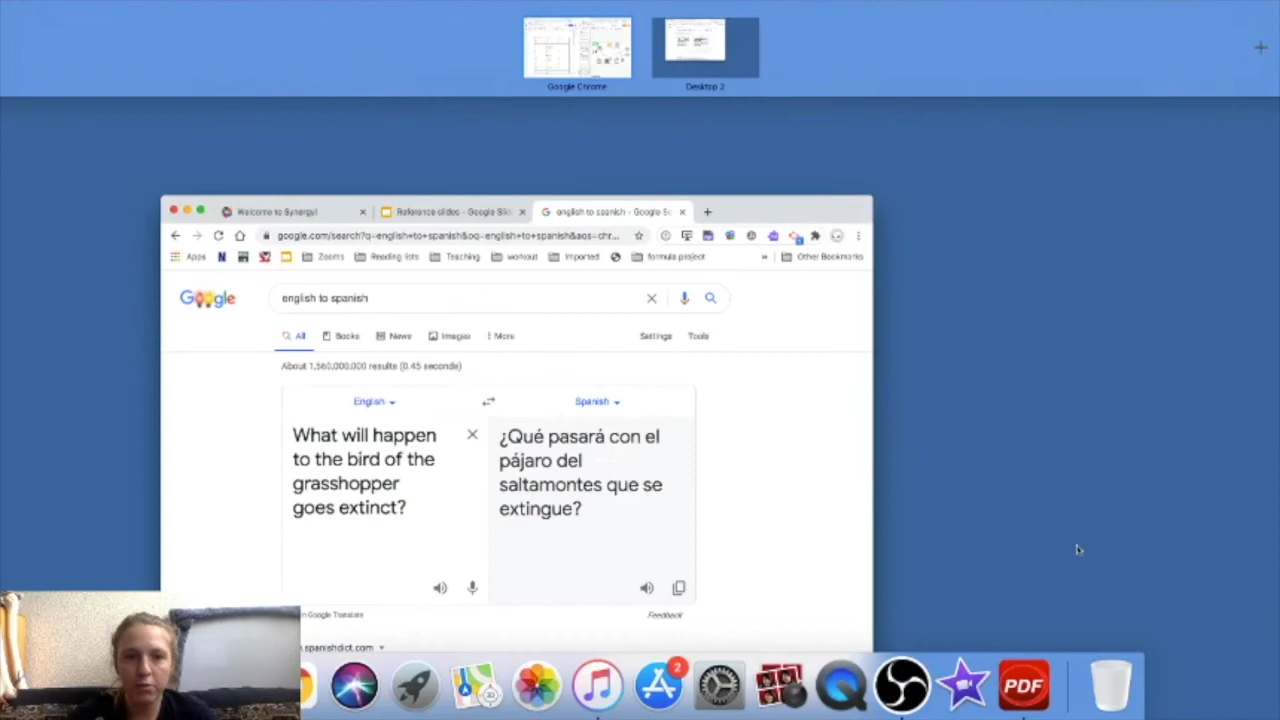 Google Chrome
Desktop 2
Welcome to Synergy!
Reference slides - Google Slid
english to spanish - Google Se
google.com/search?q=english+to+spanish&oq=english+to+spanish&aqs=chr...
Apps
Zooms
Reading lists
Teaching
workout
Imported
formula project
»
Other Bookmarks
Google
english to spanish
All
Books
News
Images
More
Settings
Tools
About 1,560,000,000 results (0.45 seconds)
English
Spanish
What will happen
to the bird of the
grasshopper
goes extinct?
¿Qué pasará con el
pájaro del
saltamontes que se
extingue?
in Google Translate
Feedback
.spanishdict.com
2
PDF